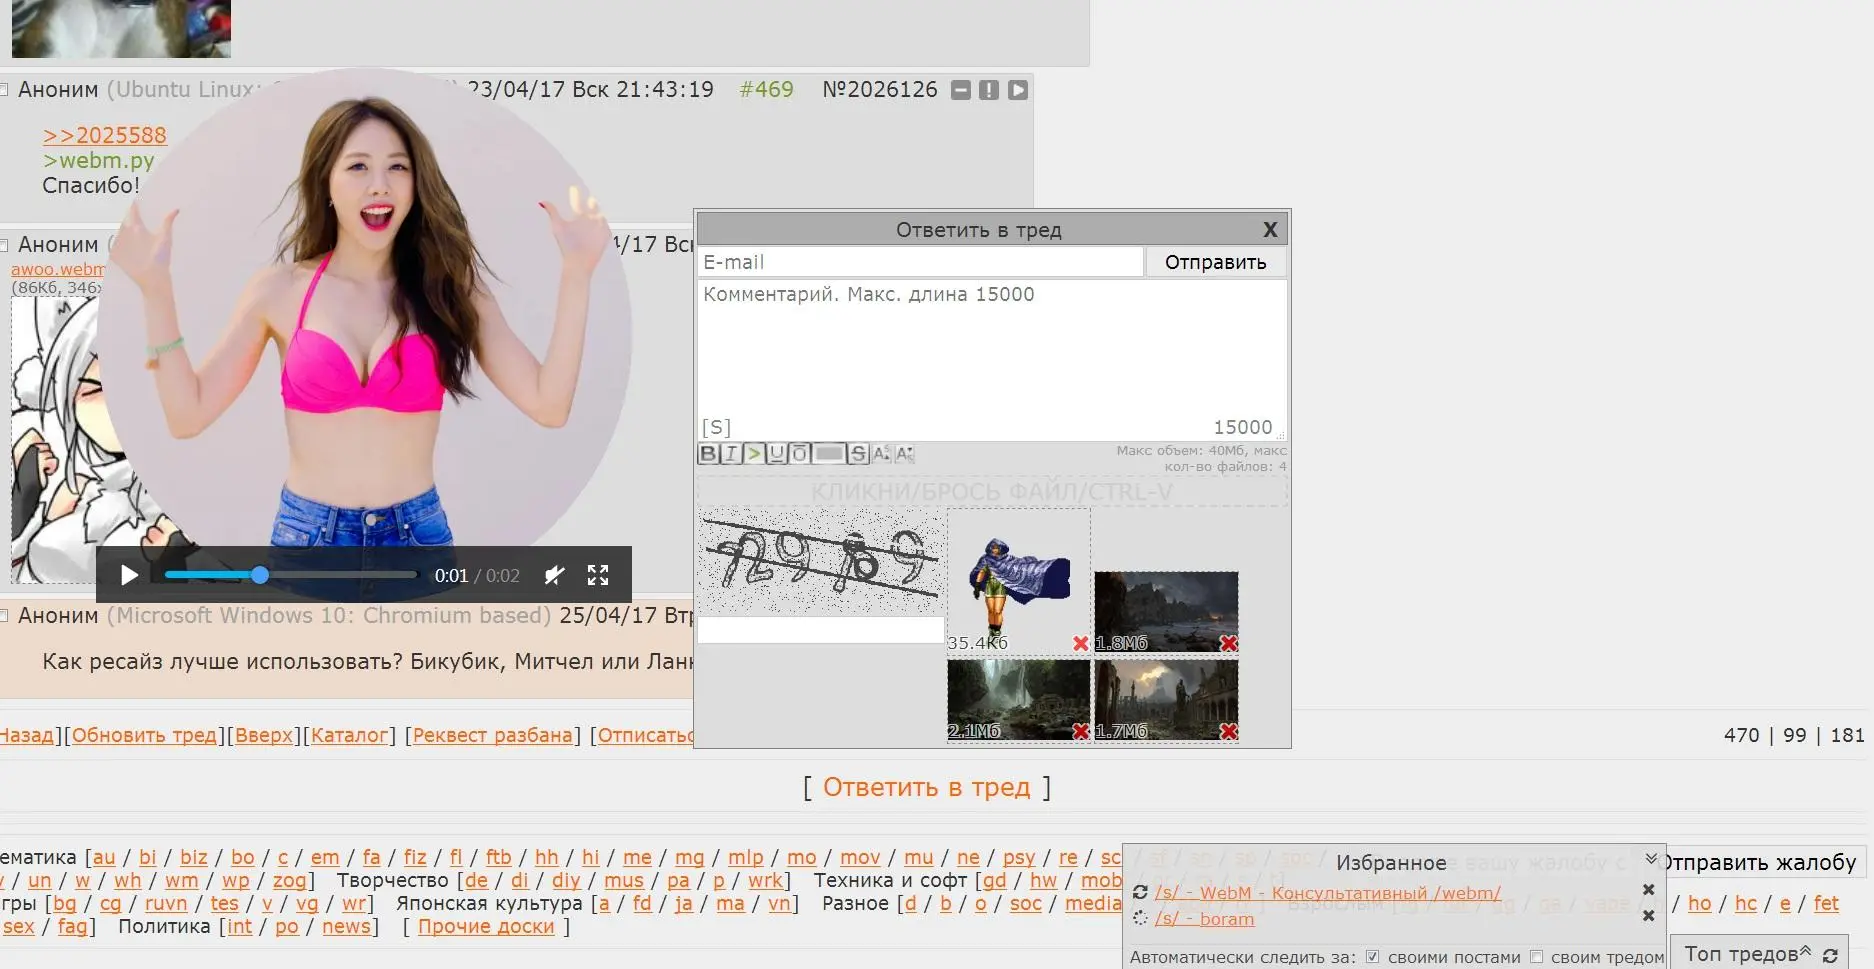 Аноним (Ubuntu Linux: 23/04/17 Вск 21:43:19 #469 №2026126
>>2025588
>webm.py
Спасибо!
Аноним /17 Вск
awoo.webm
(86Кб, 346x
0:01 / 0:02
Аноним (Microsoft Windows 10: Chromium based) 25/04/17 Втр
Как ресайз лучше использовать? Бикубик, Митчел или Ланк
Ответить в тред X
E-mail Отправить
Комментарий. Макс. длина 15000
[S] 15000
B I > U O S A A
Макс объем: 40Мб, макс
кол-во файлов: 4
КЛИКНИ/БРОСЬ ФАЙЛ/CTRL-V
35.4Кб
1.8Мб
2.1Мб
1.7Мб
Назад][Обновить тред][Вверх][Каталог] [Реквест разбана] [Отписатьс
470 | 99 | 181
[ Ответить в тред ]
ематика [au / bi / biz / bo / c / em / fa / fiz / fl / ftb / hh / hi / me / mg / mlp / mo / mov / mu / ne / psy / re / sc
/ un / w / wh / wm / wp / zog] Творчество [de / di / diy / mus / pa / p / wrk] Техника и софт [gd / hw / mob
гры [bg / cg / ruvn / tes / v / vg / wr] Японская культура [a / fd / ja / ma / vn] Разное [d / b / o / soc / media / ho / hc / e / fet
sex / fag] Политика [int / po / news] [ Прочие доски ]
Избранное
Отправить жалобу
/s/ - WebM - Консультативный /webm/
/s/ - boram
Автоматически следить за: своими постами своим тредом
Топ тредов